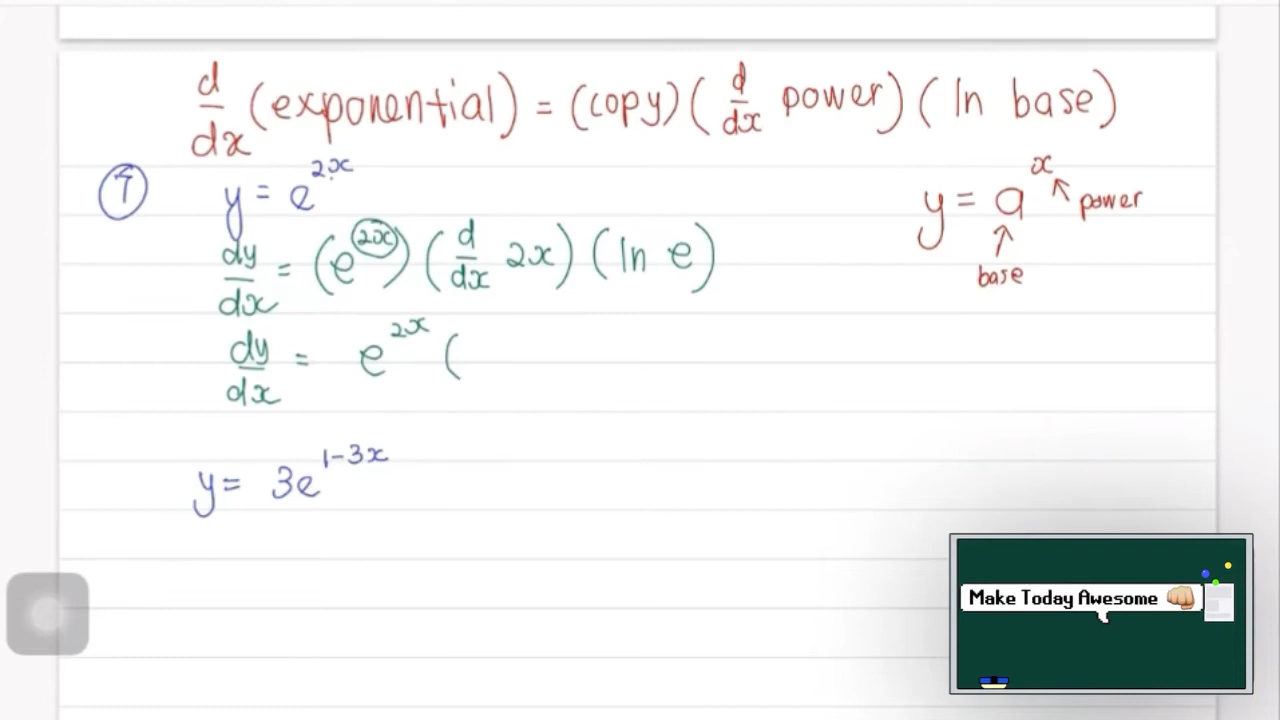 d/dx (exponential) = (copy) (d/dx power) (ln base)
① y = e^2x
y = a^x
power
base
dy/dx = (e^2x) (d/dx 2x) (ln e)
dy/dx = e^2x (
y = 3e^1-3x
Make Today Awesome 👊